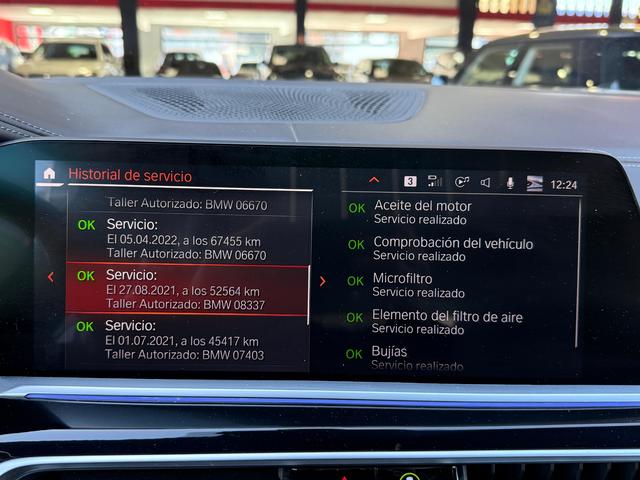 Historial de servicio
3
12:24
Taller Autorizado: BMW 06670
OK Servicio:
El 05.04.2022, a los 67455 km
Taller Autorizado: BMW 06670
OK Servicio:
El 27.08.2021, a los 52564 km
Taller Autorizado: BMW 08337
OK Servicio:
El 01.07.2021, a los 45417 km
Taller Autorizado: BMW 07403
OK Aceite del motor
Servicio realizado
OK Comprobación del vehículo
Servicio realizado
OK Microfiltro
Servicio realizado
OK Elemento del filtro de aire
Servicio realizado
OK Bujías
Servicio realizado